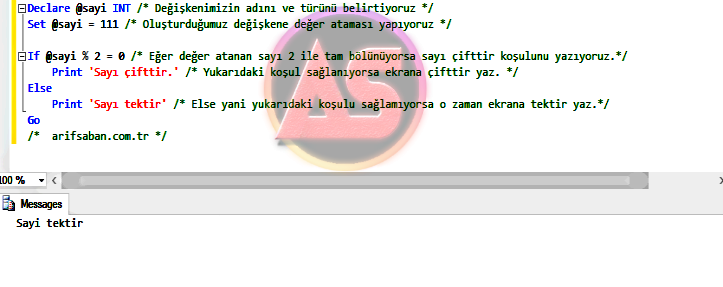 Declare @sayi INT /* Değişkenimizin adını ve türünü belirtiyoruz */
Set @sayi = 111 /* Oluşturduğumuz değişkene değer ataması yapıyoruz */
If @sayi % 2 = 0 /* Eğer değer atanan sayı 2 ile tam bölünüyorsa sayı çifttir koşulunu yazıyoruz.*/
Print 'Sayı çifttir.' /* Yukarıdaki koşul sağlanıyorsa ekrana çifttir yaz. */
Else
Print 'Sayı tektir' /* Else yani yukarıdaki koşulu sağlamıyorsa o zaman ekrana tektir yaz.*/
Go
/* arifsaban.com.tr */
AS
100 %
Messages
Sayi tektir